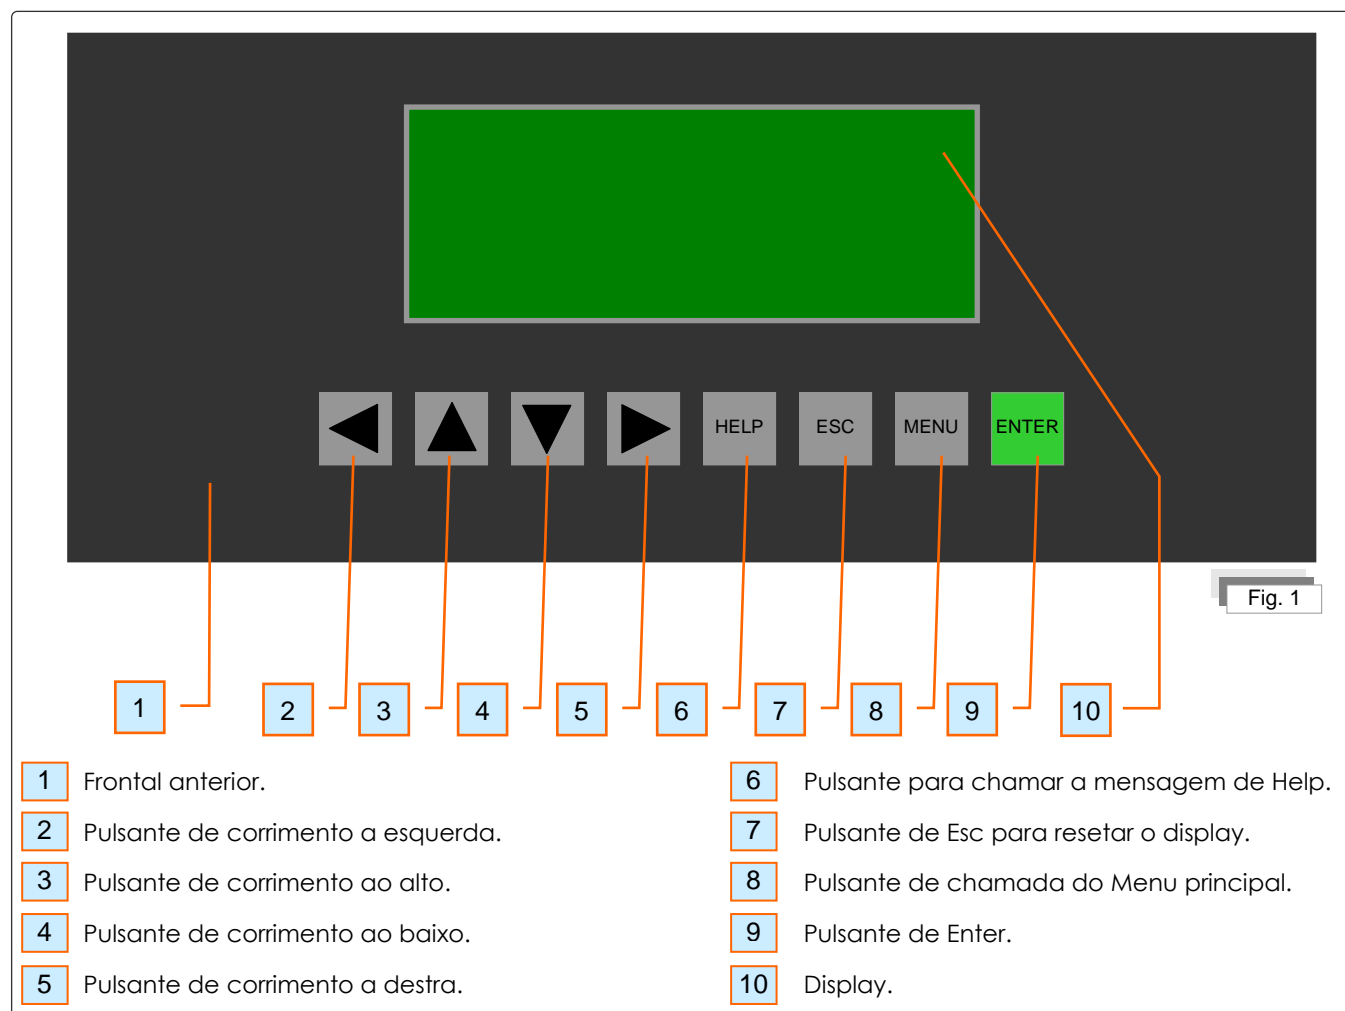 HELP
ESC
MENU
ENTER
Fig. 1
1
2
3
4
5
6
7
8
9
10
1 Frontal anterior.
2 Pulsante de corrimento a esquerda.
3 Pulsante de corrimento ao alto.
4 Pulsante de corrimento ao baixo.
5 Pulsante de corrimento a destra.
6 Pulsante para chamar a mensagem de Help.
7 Pulsante de Esc para resetar o display.
8 Pulsante de chamada do Menu principal.
9 Pulsante de Enter.
10 Display.